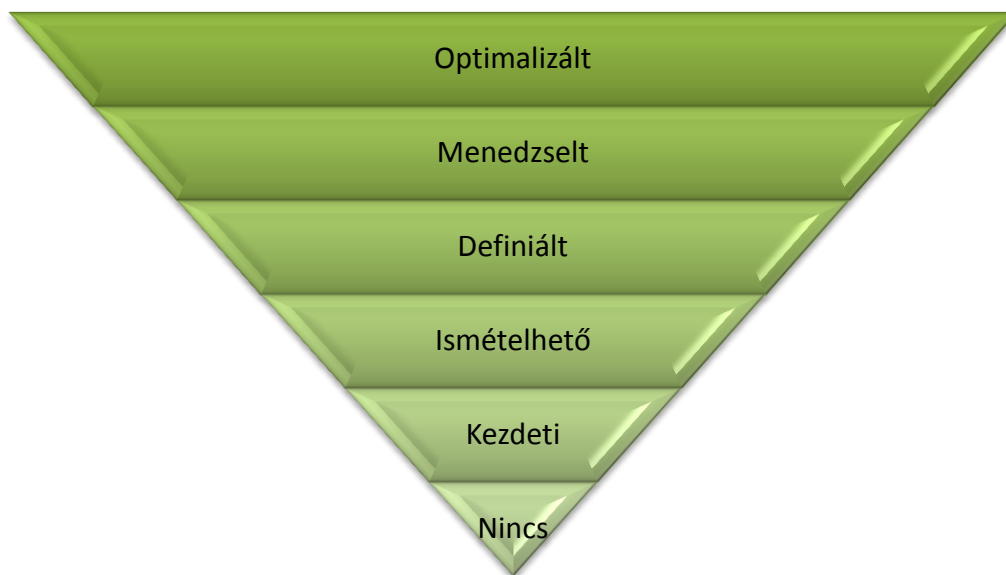 Optimalizált
Menedzselt
Definiált
Ismételhető
Kezdeti
Nincs